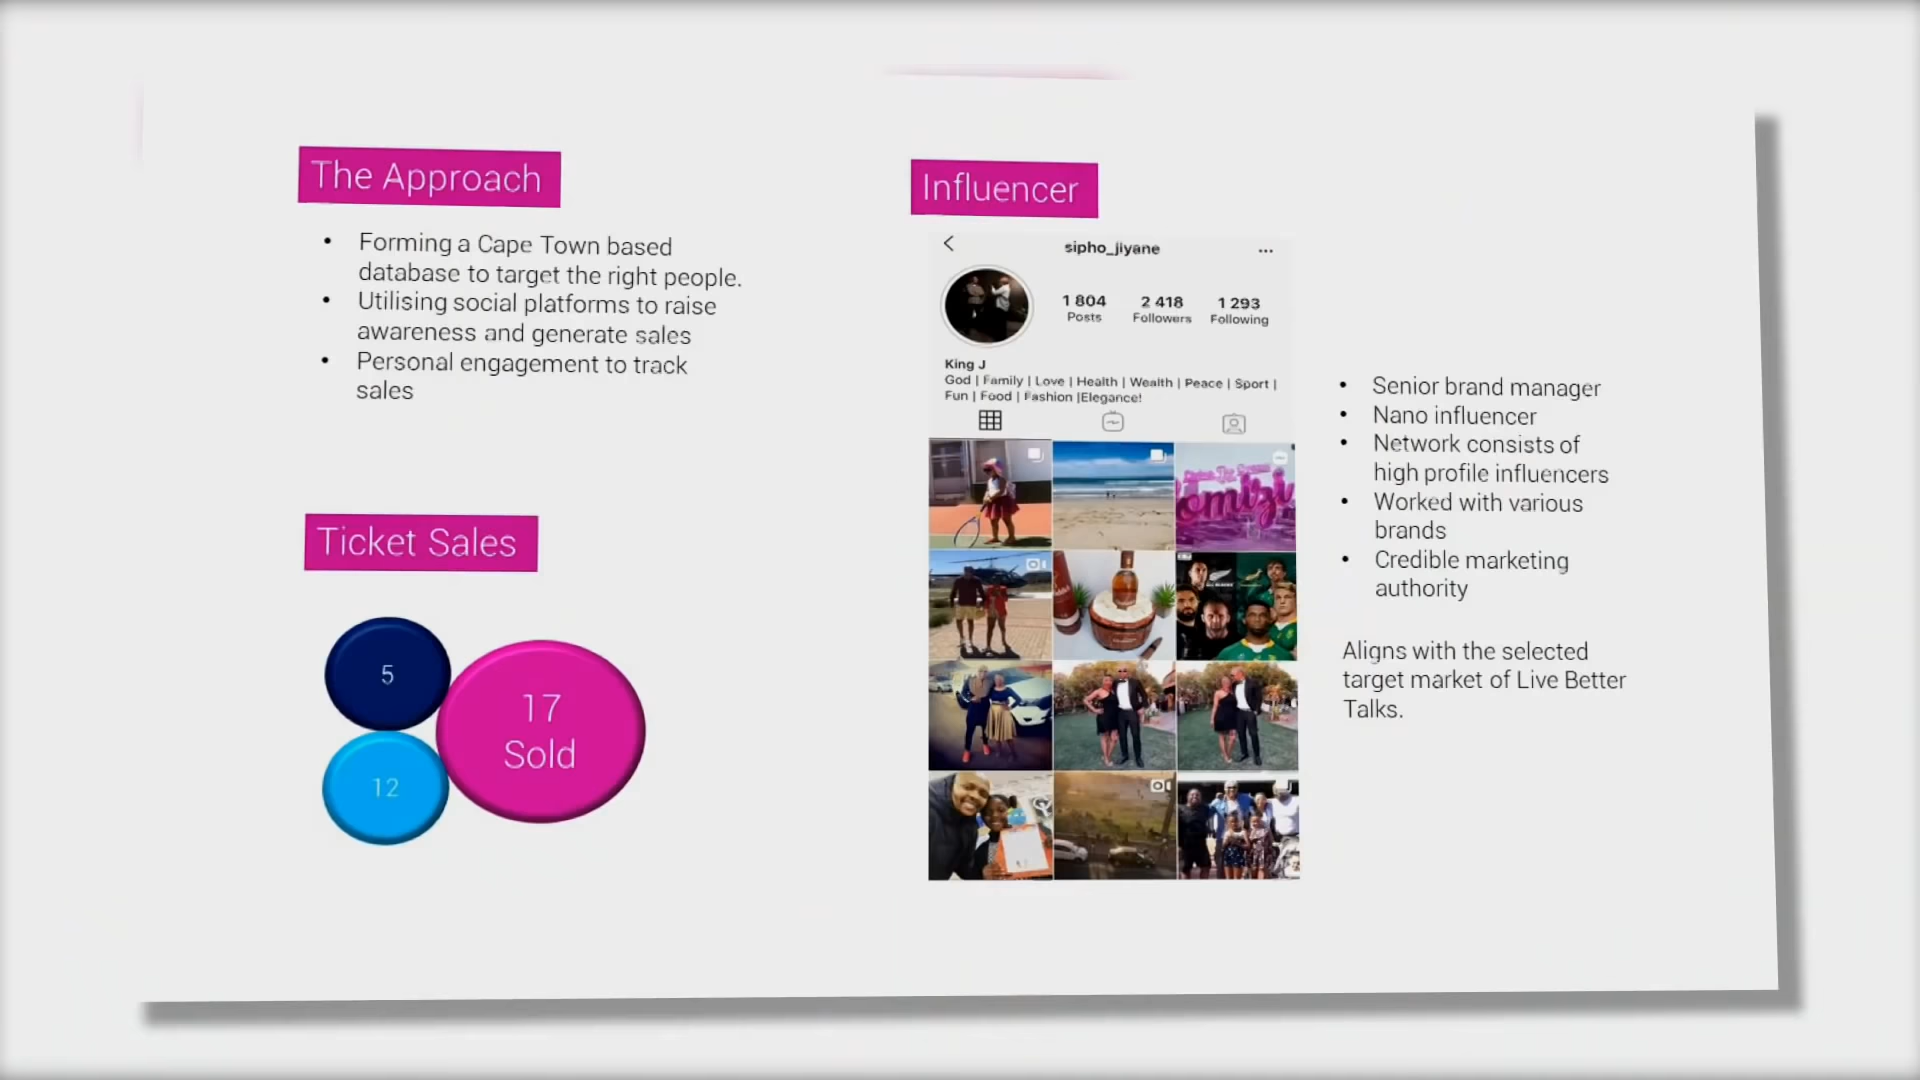 The Approach
• Forming a Cape Town based
database to target the right people.
• Utilising social platforms to raise
awareness and generate sales
• Personal engagement to track
sales
Ticket Sales
5
12
17
Sold
Influencer
sipho_jiyane
1 804
Posts
2 418
Followers
1 293
Following
King J
God | Family | Love | Health | Wealth | Peace | Sport |
Fun | Food | Fashion |Elegance!
• Senior brand manager
• Nano influencer
• Network consists of
high profile influencers
• Worked with various
brands
• Credible marketing
authority
Aligns with the selected
target market of Live Better
Talks.